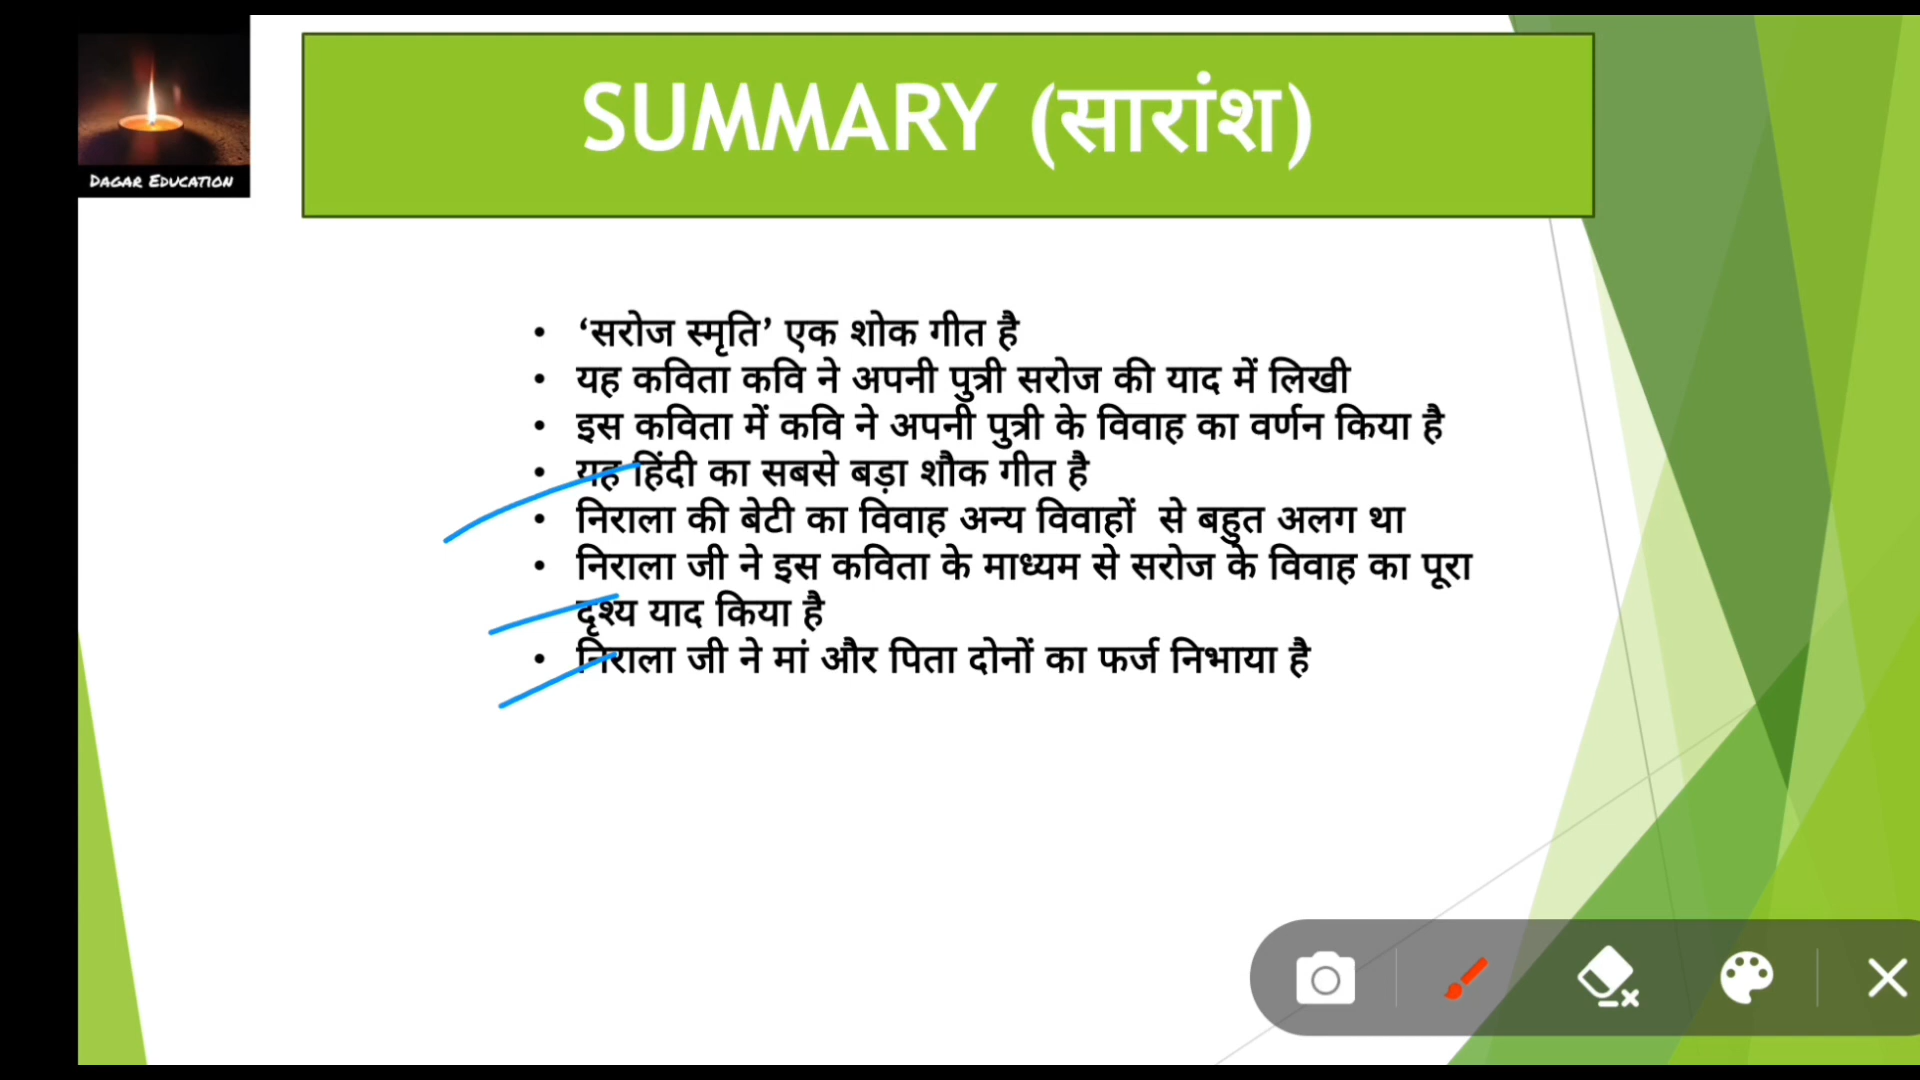 DAGAR EDUCATION
SUMMARY (सारांश)
• ‘सरोज स्मृति’ एक शोक गीत है
• यह कविता कवि ने अपनी पुत्री सरोज की याद में लिखी
• इस कविता में कवि ने अपनी पुत्री के विवाह का वर्णन किया है
• यह हिंदी का सबसे बड़ा शौक गीत है
• निराला की बेटी का विवाह अन्य विवाहों से बहुत अलग था
• निराला जी ने इस कविता के माध्यम से सरोज के विवाह का पूरा
दृश्य याद किया है
• निराला जी ने मां और पिता दोनों का फर्ज निभाया है